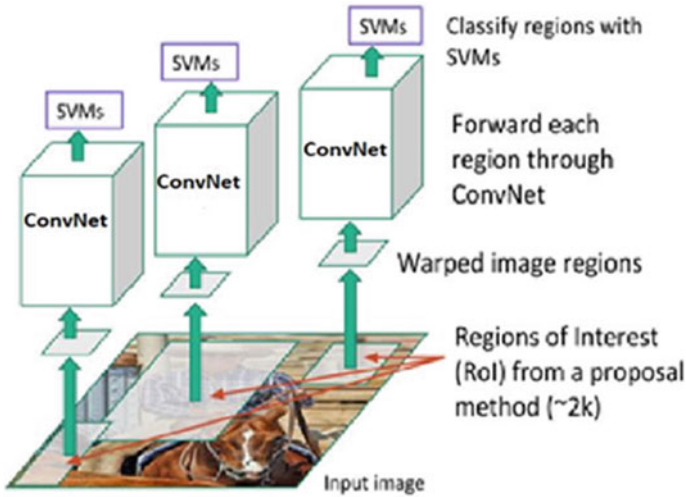 SVMs
Classify regions with
SVMs
SVMs
SVMs
ConvNet
ConvNet
ConvNet
Forward each
region through
ConvNet
Warped image regions
Regions of Interest
(RoI) from a proposal
method (~2k)
Input image